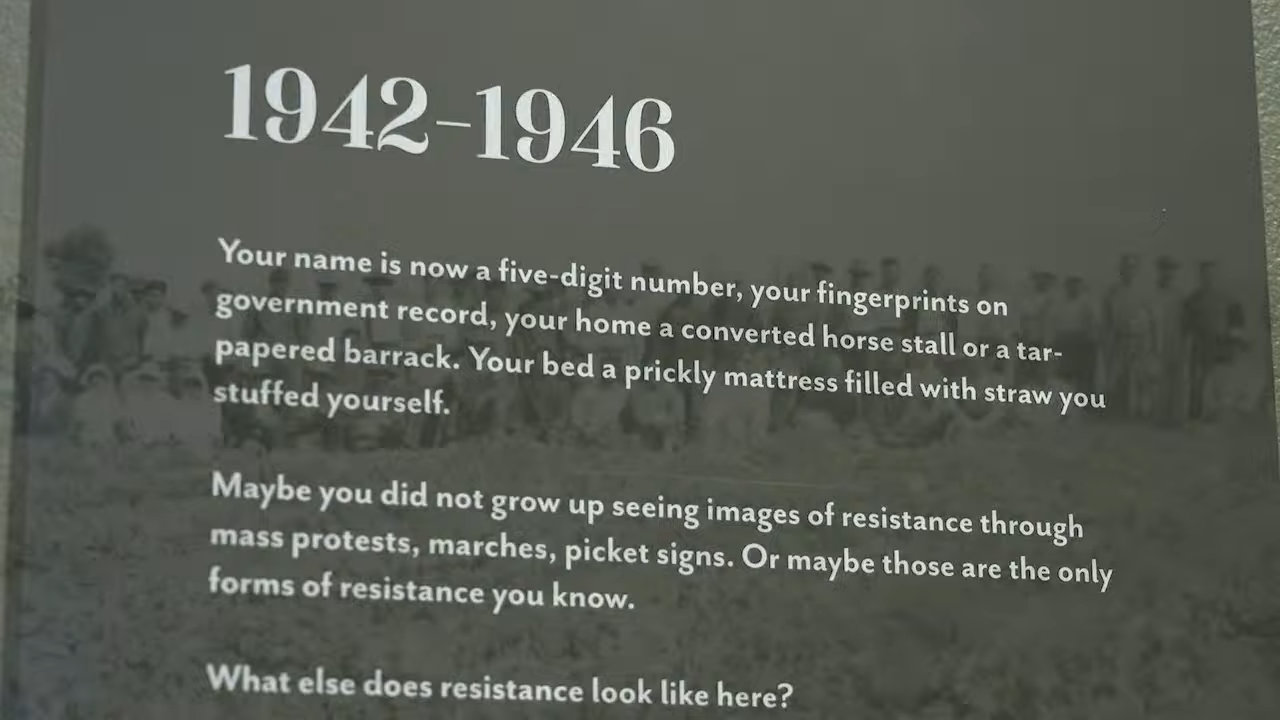 1942–1946
Your name is now a five-digit number, your fingerprints on
government record, your home a converted horse stall or a tar-
papered barrack. Your bed a prickly mattress filled with straw you
stuffed yourself.
Maybe you did not grow up seeing images of resistance through
mass protests, marches, picket signs. Or maybe those are the only
forms of resistance you know.
What else does resistance look like here?